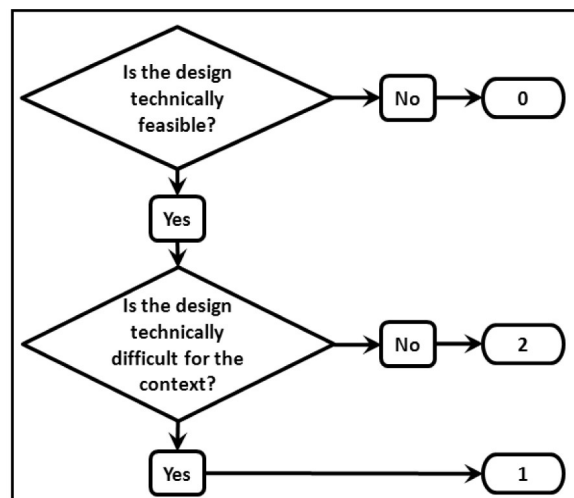 Is the design
technically
feasible?
No
0
Yes
Is the design
technically
difficult for the
context?
No
2
Yes
1